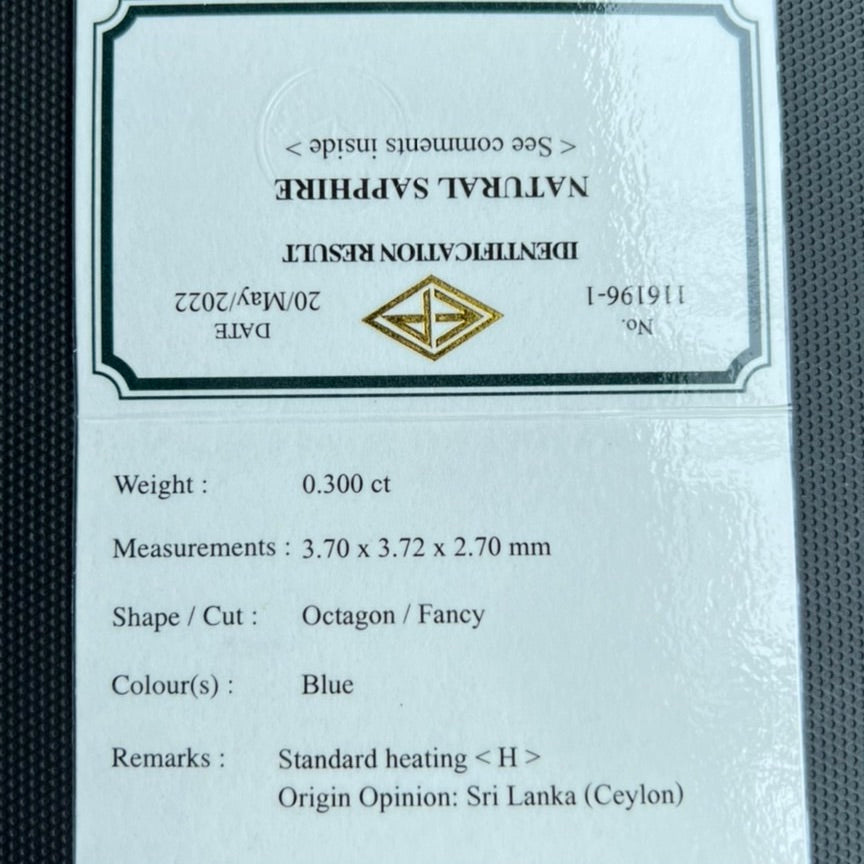 No.
116196-1
DATE
20/May/2022
IDENTIFICATION RESULT
NATURAL SAPPHIRE
< See comments inside >
Weight : 0.300 ct
Measurements : 3.70 x 3.72 x 2.70 mm
Shape / Cut : Octagon / Fancy
Colour(s) : Blue
Remarks : Standard heating < H >
Origin Opinion: Sri Lanka (Ceylon)